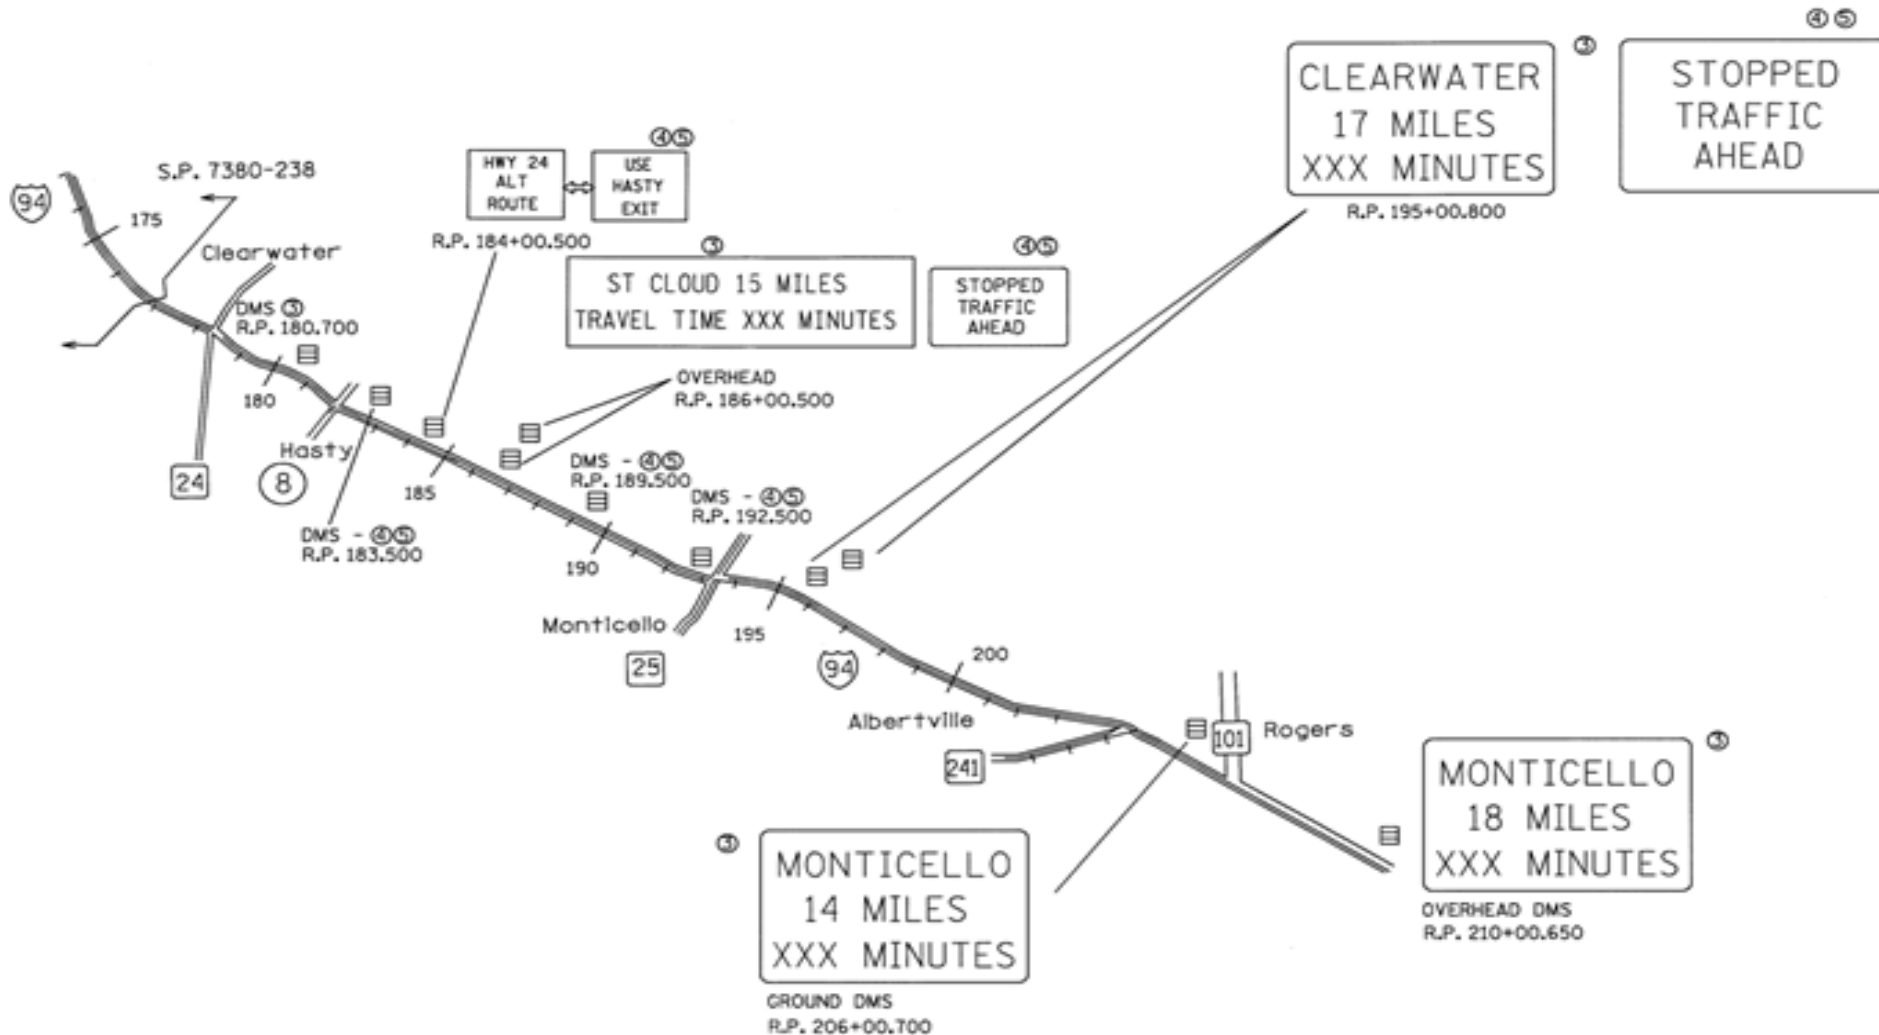 ④ ⑤
③
CLEARWATER
17 MILES
XXX MINUTES
R.P. 195+00.800
STOPPED
TRAFFIC
AHEAD
④⑤
HWY 24
ALT
ROUTE
USE
HASTY
EXIT
R.P. 184+00.500
S.P. 7380-238
94
175
Clearwater
③
ST CLOUD 15 MILES
TRAVEL TIME XXX MINUTES
④⑤
STOPPED
TRAFFIC
AHEAD
DMS ③
R.P. 180.700
180
OVERHEAD
R.P. 186+00.500
Hasty
24
8
185
DMS - ④⑤
R.P. 189.500
DMS - ④⑤
R.P. 192.500
DMS - ④⑤
R.P. 183.500
190
Monticello
195
25
94
200
Albertville
241
101
Rogers
③
MONTICELLO
18 MILES
XXX MINUTES
OVERHEAD DMS
R.P. 210+00.650
③
MONTICELLO
14 MILES
XXX MINUTES
GROUND DMS
R.P. 206+00.700